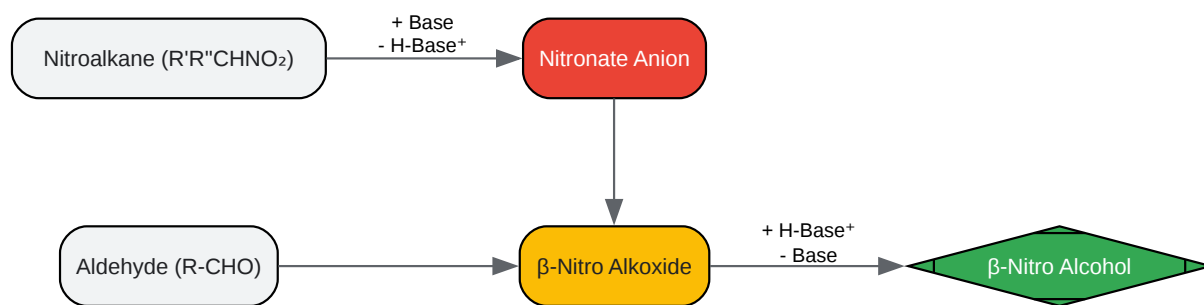 Nitroalkane (R'R"CHNO₂)
+ Base
- H-Base⁺
Nitronate Anion
Aldehyde (R-CHO)
β-Nitro Alkoxide
+ H-Base⁺
- Base
β-Nitro Alcohol